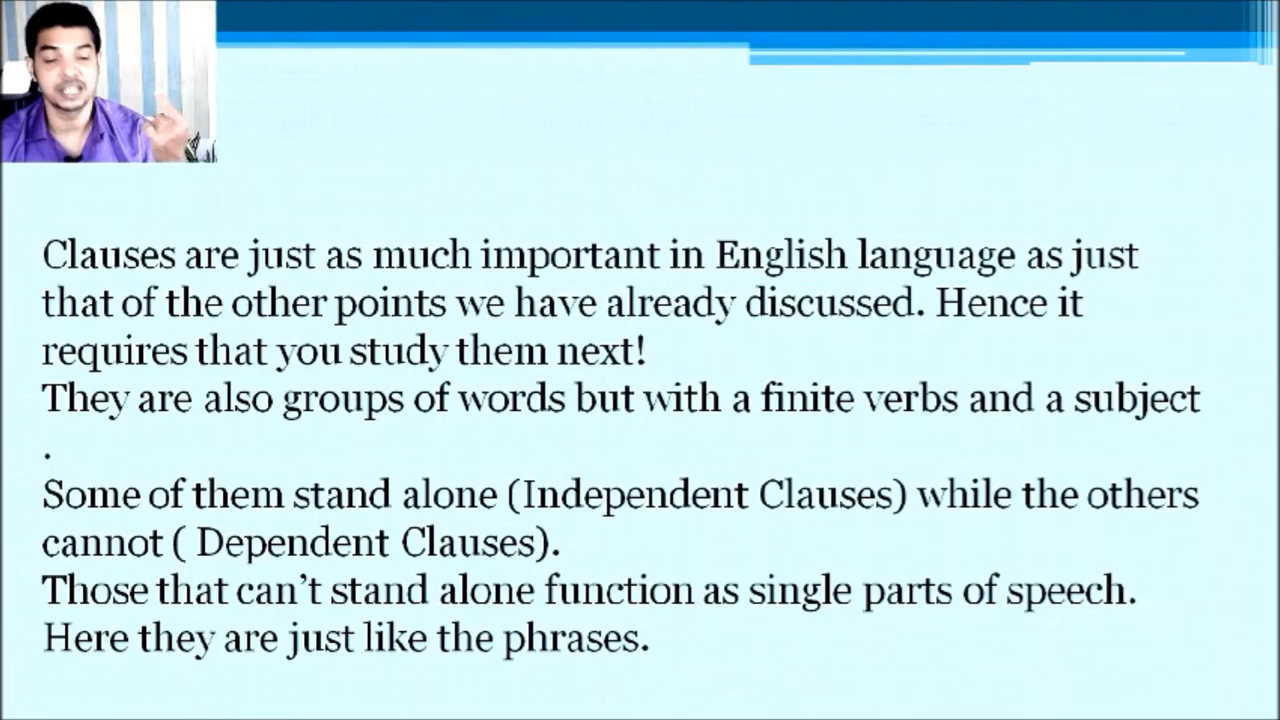 Clauses are just as much important in English language as just
that of the other points we have already discussed. Hence it
requires that you study them next!
They are also groups of words but with a finite verbs and a subject
.
Some of them stand alone (Independent Clauses) while the others
cannot ( Dependent Clauses).
Those that can’t stand alone function as single parts of speech.
Here they are just like the phrases.